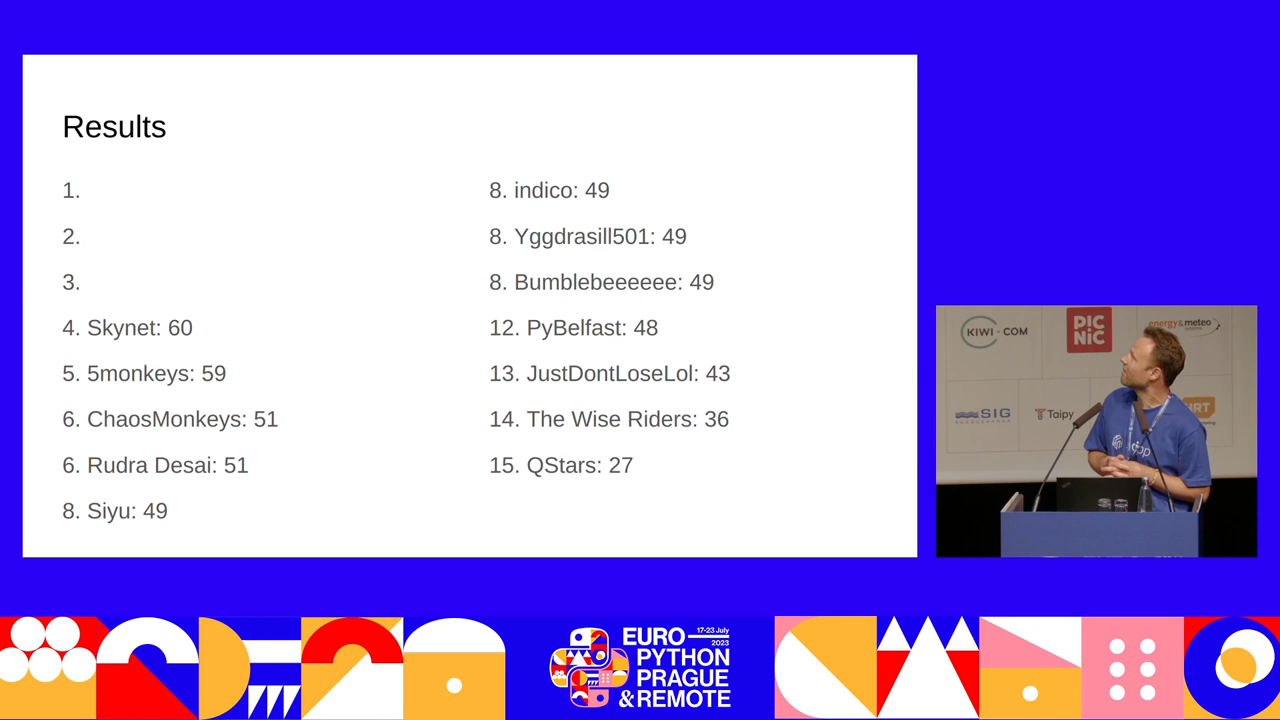 Results
1.
2.
3.
4. Skynet: 60
5. 5monkeys: 59
6. ChaosMonkeys: 51
6. Rudra Desai: 51
8. Siyu: 49
8. indico: 49
8. Yggdrasill501: 49
8. Bumblebeeeeee: 49
12. PyBelfast: 48
13. JustDontLoseLol: 43
14. The Wise Riders: 36
15. QStars: 27
KIWI.COM
PICNIC
energy&meteo
systems
SIG
Taipy
EURO
17-23 July
2023
PYTHON
PRAGUE
&REMOTE